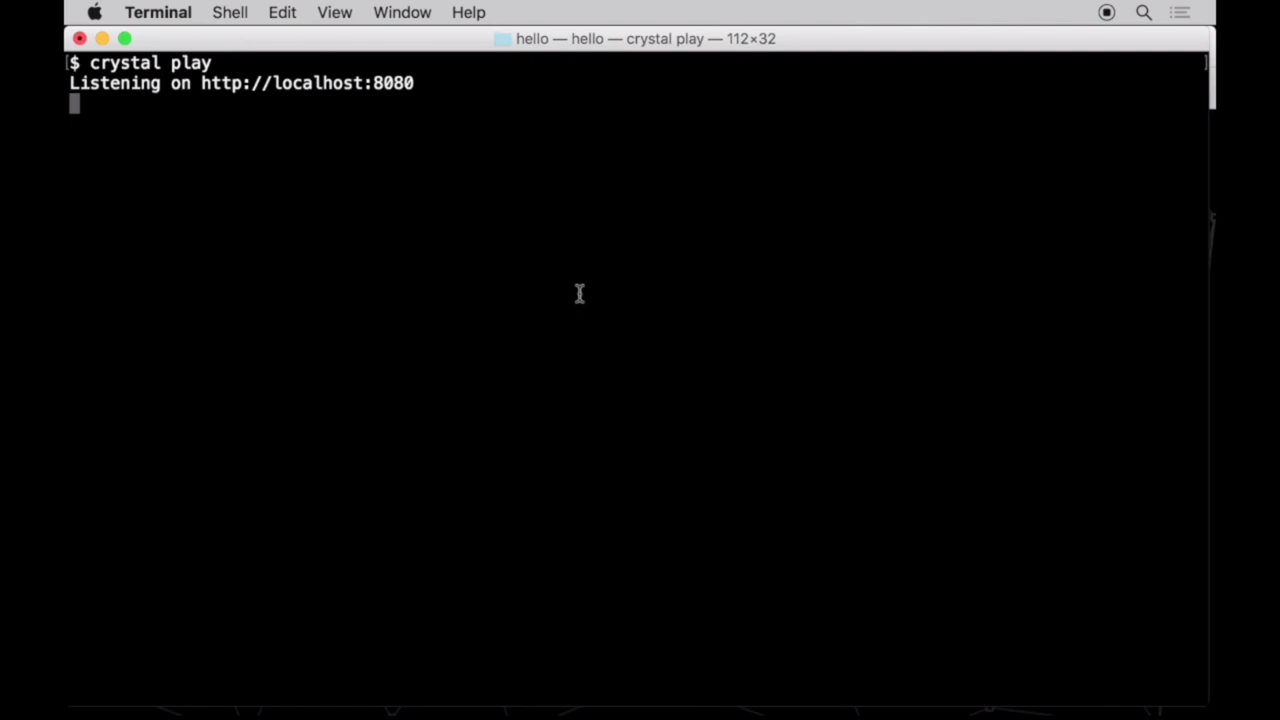 Terminal Shell Edit View Window Help
hello — hello — crystal play — 112×32
[$ crystal play ]
Listening on http://localhost:8080